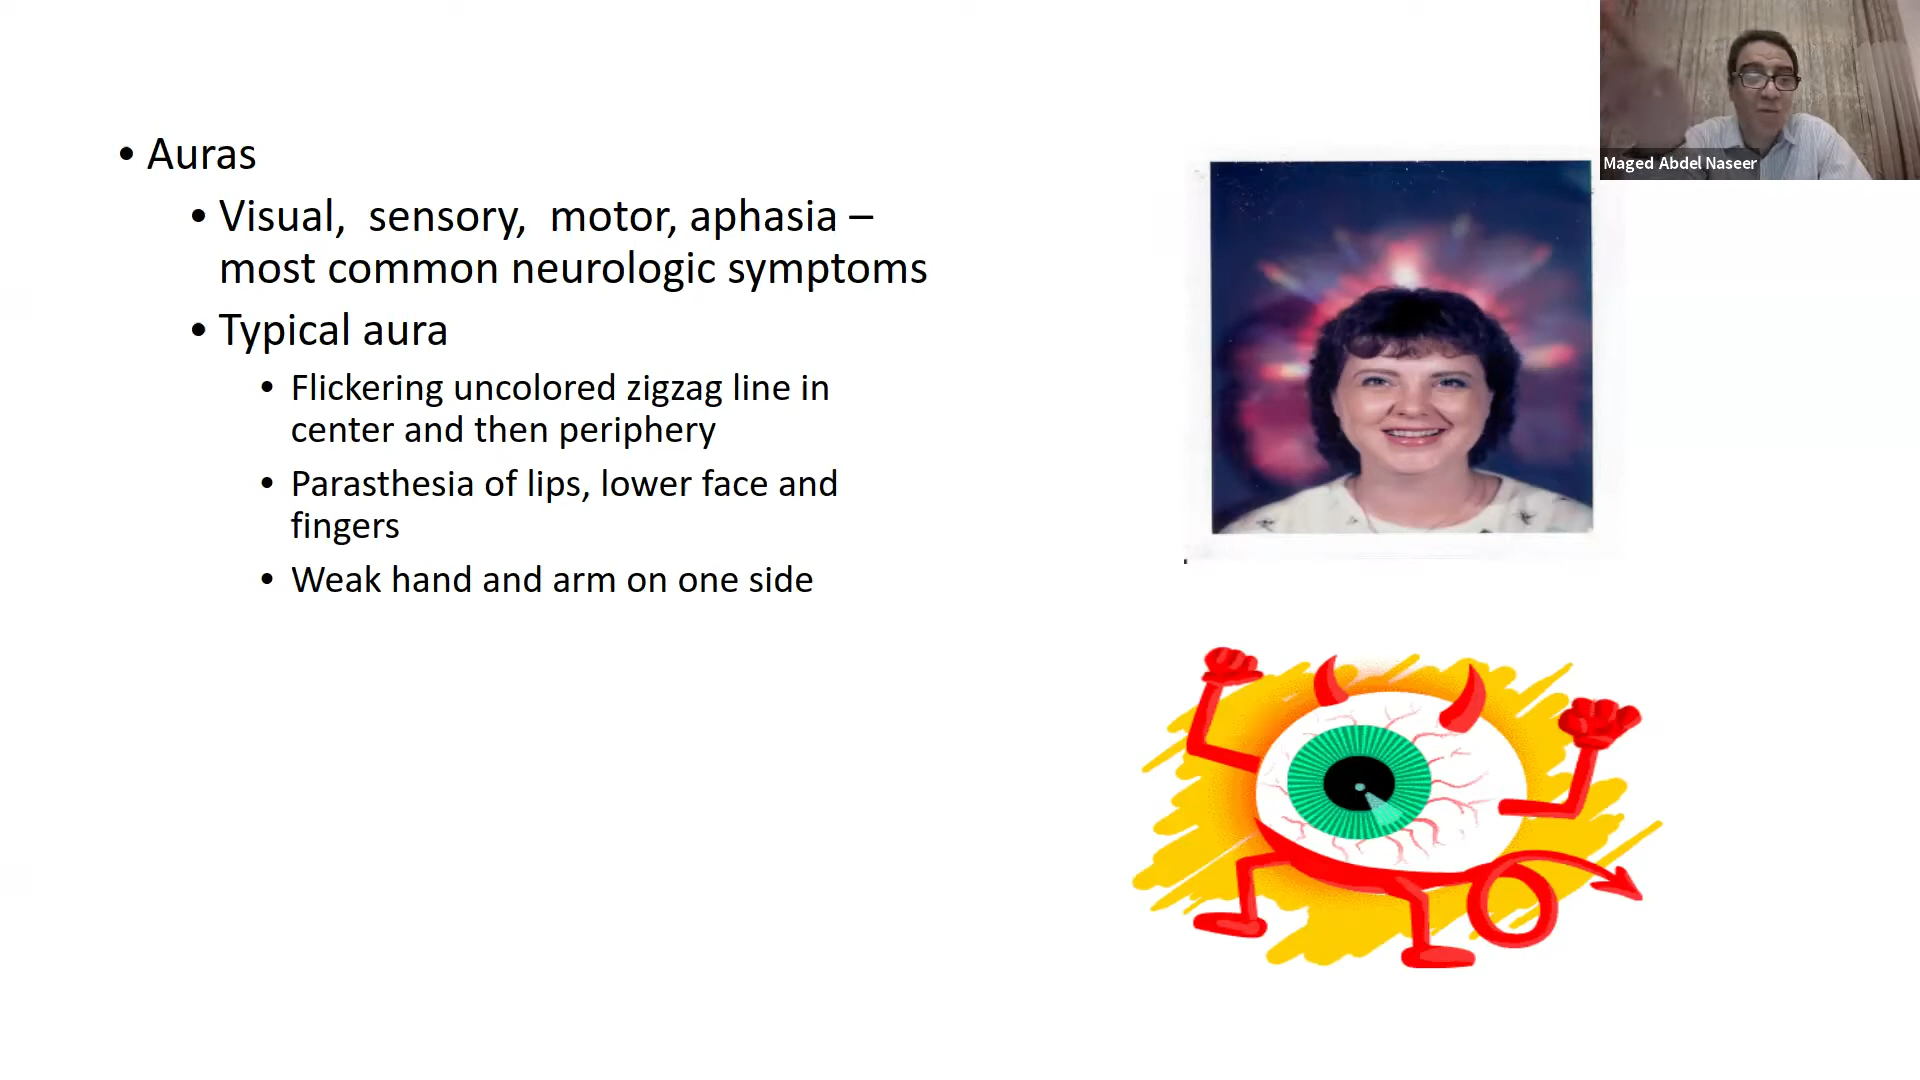 • Auras
• Visual, sensory, motor, aphasia –
most common neurologic symptoms
• Typical aura
• Flickering uncolored zigzag line in
center and then periphery
• Parasthesia of lips, lower face and
fingers
• Weak hand and arm on one side
Maged Abdel Naseer